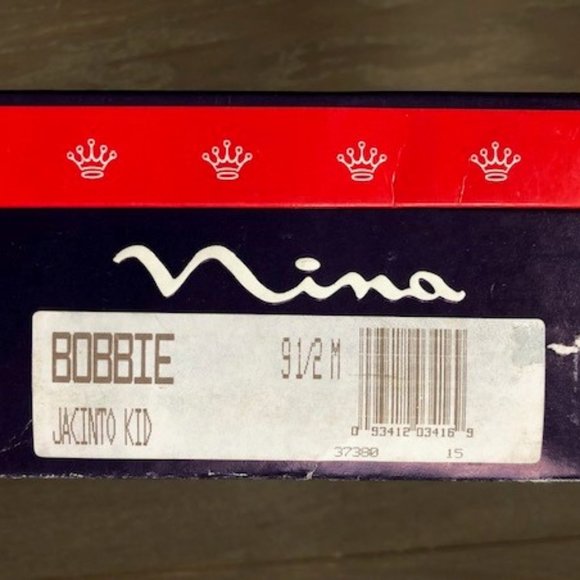 nina
BOBBIE 9 1/2 M
JACINTO KID
0 93412 03416 9
37380 15